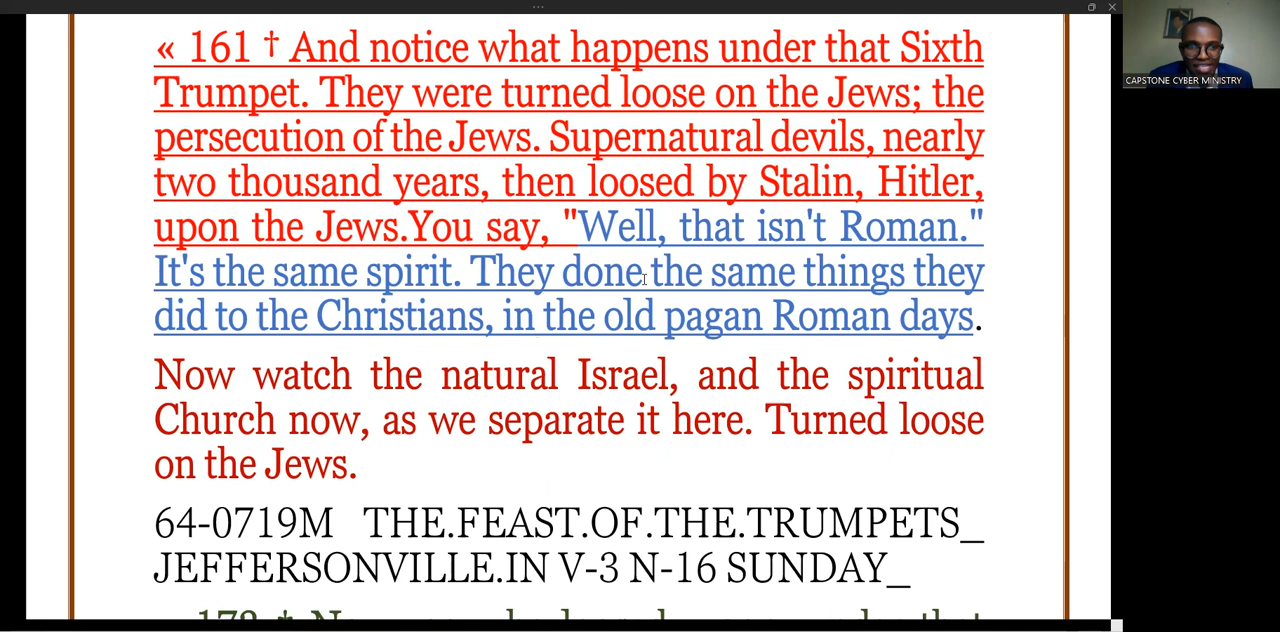 « 161 † And notice what happens under that Sixth
Trumpet. They were turned loose on the Jews; the
persecution of the Jews. Supernatural devils, nearly
two thousand years, then loosed by Stalin, Hitler,
upon the Jews.You say, "Well, that isn't Roman."
It's the same spirit. They done the same things they
did to the Christians, in the old pagan Roman days.
Now watch the natural Israel, and the spiritual
Church now, as we separate it here. Turned loose
on the Jews.
64-0719M THE.FEAST.OF.THE.TRUMPETS_
JEFFERSONVILLE.IN V-3 N-16 SUNDAY_
CAPSTONE CYBER MINISTRY